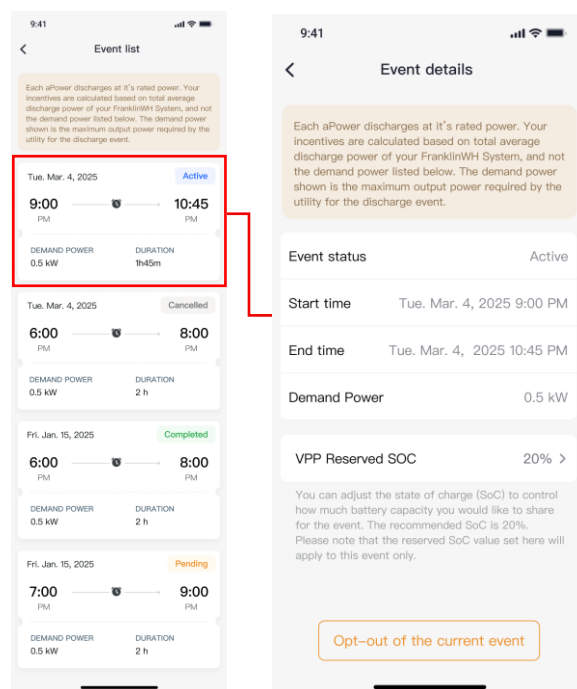 9:41
Event list
Each aPower discharges at it's rated power. Your
incentives are calculated based on total average
discharge power of your FranklinWH System, and not
the demand power listed below. The demand power
shown is the maximum output power required by the
utility for the discharge event.
Tue. Mar. 4, 2025 Active
9:00 10:45
PM PM
DEMAND POWER DURATION
0.5 kW 1h45m
Tue. Mar. 4, 2025 Cancelled
6:00 8:00
PM PM
DEMAND POWER DURATION
0.5 kW 2 h
Fri. Jan. 15, 2025 Completed
6:00 8:00
PM PM
DEMAND POWER DURATION
0.5 kW 2 h
Fri. Jan. 15, 2025 Pending
7:00 9:00
PM PM
DEMAND POWER DURATION
0.5 kW 2 h
9:41
Event details
Each aPower discharges at it's rated power. Your
incentives are calculated based on total average
discharge power of your FranklinWH System, and not
the demand power listed below. The demand power
shown is the maximum output power required by the
utility for the discharge event.
Event status Active
Start time Tue. Mar. 4, 2025 9:00 PM
End time Tue. Mar. 4, 2025 10:45 PM
Demand Power 0.5 kW
VPP Reserved SOC 20% >
You can adjust the state of charge (SoC) to control
how much battery capacity you would like to share
for the event. The recommended SoC is 20%.
Please note that the reserved SoC value set here will
apply to this event only.
Opt-out of the current event